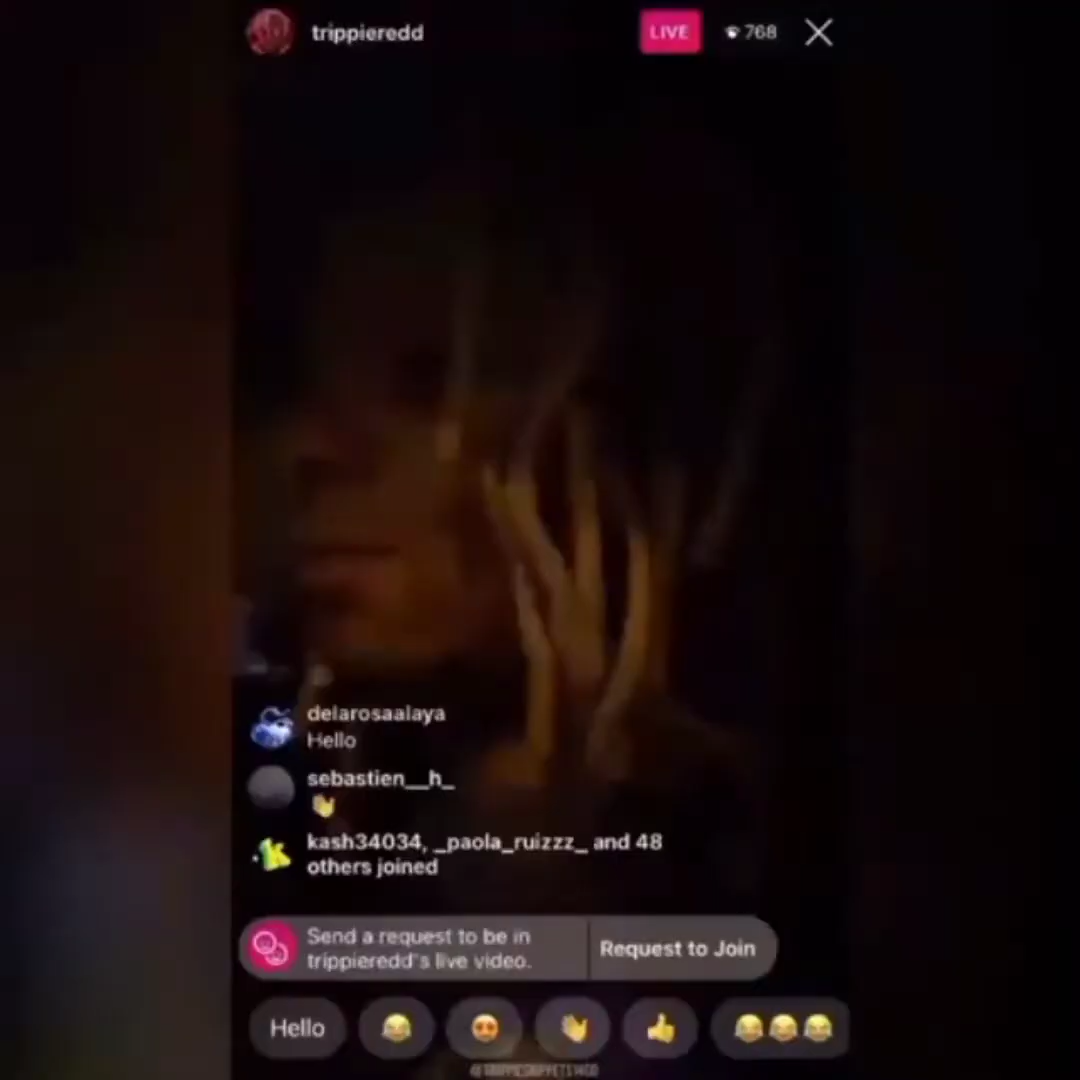 trippieredd
LIVE
768
delarosaalaya
Hello
sebastien__h_
kash34034, _paola_ruizzz_ and 48
others joined
Send a request to be in
trippieredd's live video.
Request to Join
Hello